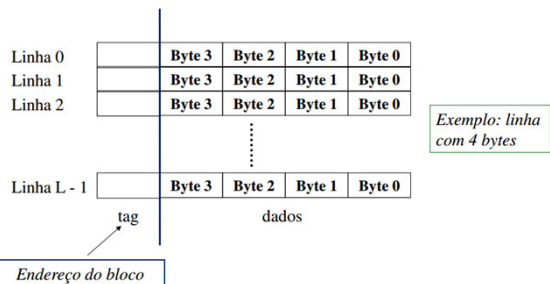 Linha 0 Byte 3 Byte 2 Byte 1 Byte 0
Linha 1 Byte 3 Byte 2 Byte 1 Byte 0
Linha 2 Byte 3 Byte 2 Byte 1 Byte 0
Exemplo: linha
com 4 bytes
Linha L - 1 Byte 3 Byte 2 Byte 1 Byte 0
tag dados
Endereço do bloco